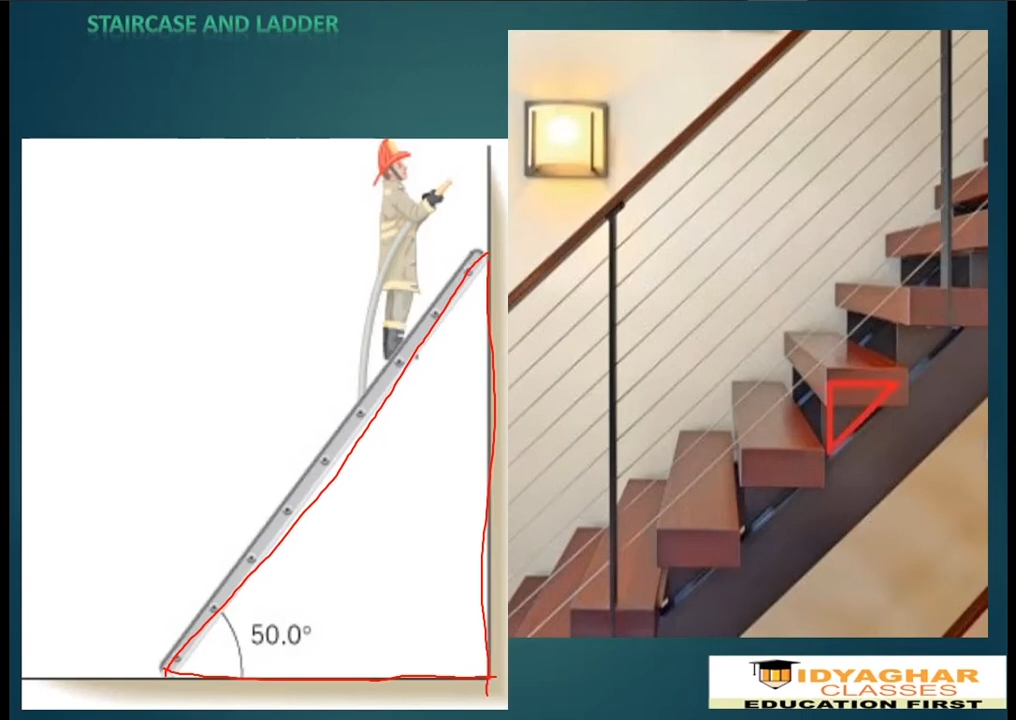 STAIRCASE AND LADDER
50.0°
IDYAGHAR
CLASSES
EDUCATION FIRST